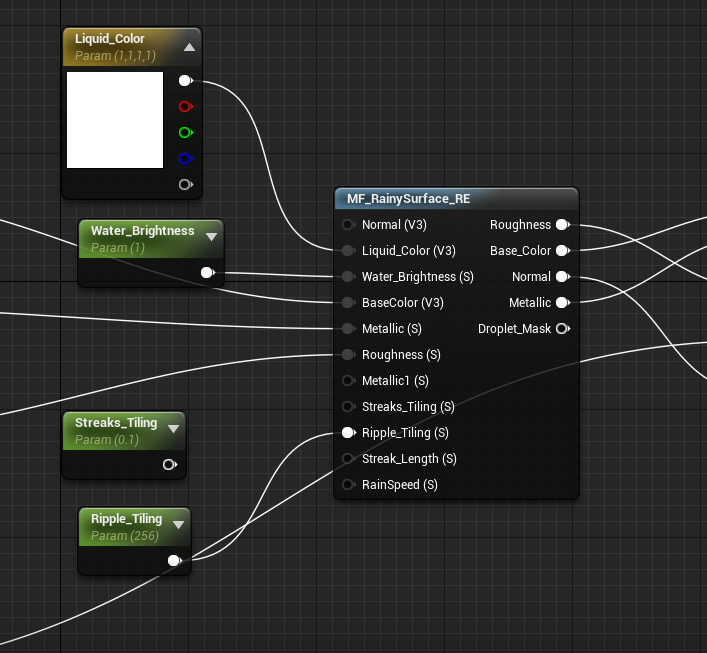 Liquid_Color
Param (1,1,1,1)
Water_Brightness
Param (1)
Streaks_Tiling
Param (0.1)
Ripple_Tiling
Param (256)
MF_RainySurface_RE
Normal (V3) Roughness
Liquid_Color (V3) Base_Color
Water_Brightness (S) Normal
BaseColor (V3) Metallic
Metallic (S) Droplet_Mask
Roughness (S)
Metallic1 (S)
Streaks_Tiling (S)
Ripple_Tiling (S)
Streak_Length (S)
RainSpeed (S)